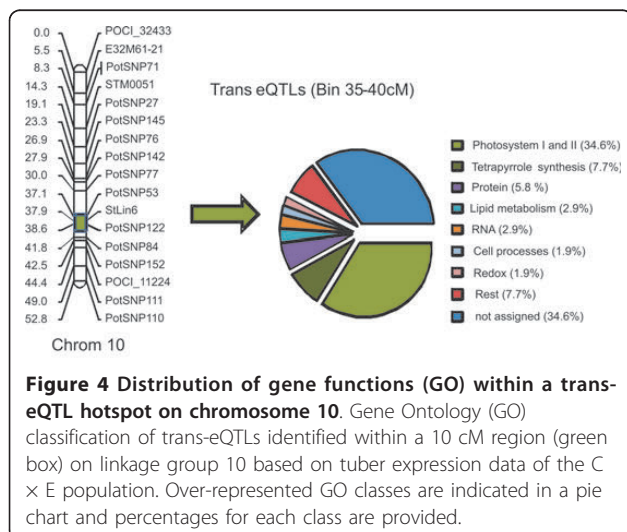 0.0 POCI_32433
5.5 E32M61-21
8.3 PotSNP71
14.3 STM0051
19.1 PotSNP27
23.3 PotSNP145
26.9 PotSNP76
27.9 PotSNP142
30.0 PotSNP77
37.1 PotSNP53
37.9 StLin6
38.6 PotSNP122
41.8 PotSNP84
42.5 PotSNP152
44.4 POCI_11224
49.0 PotSNP111
52.8 PotSNP110
Chrom 10
Trans eQTLs (Bin 35-40cM)
Photosystem I and II (34.6%)
Tetrapyrrole synthesis (7.7%)
Protein (5.8 %)
Lipid metabolism (2.9%)
RNA (2.9%)
Cell processes (1.9%)
Redox (1.9%)
Rest (7.7%)
not assigned (34.6%)
Figure 4 Distribution of gene functions (GO) within a trans-
eQTL hotspot on chromosome 10. Gene Ontology (GO)
classification of trans-eQTLs identified within a 10 cM region (green
box) on linkage group 10 based on tuber expression data of the C
× E population. Over-represented GO classes are indicated in a pie
chart and percentages for each class are provided.